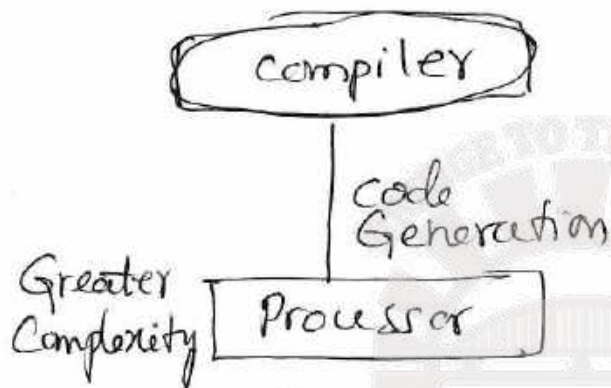 Compiler
Code
Generation
Greater
Complexity
Processor